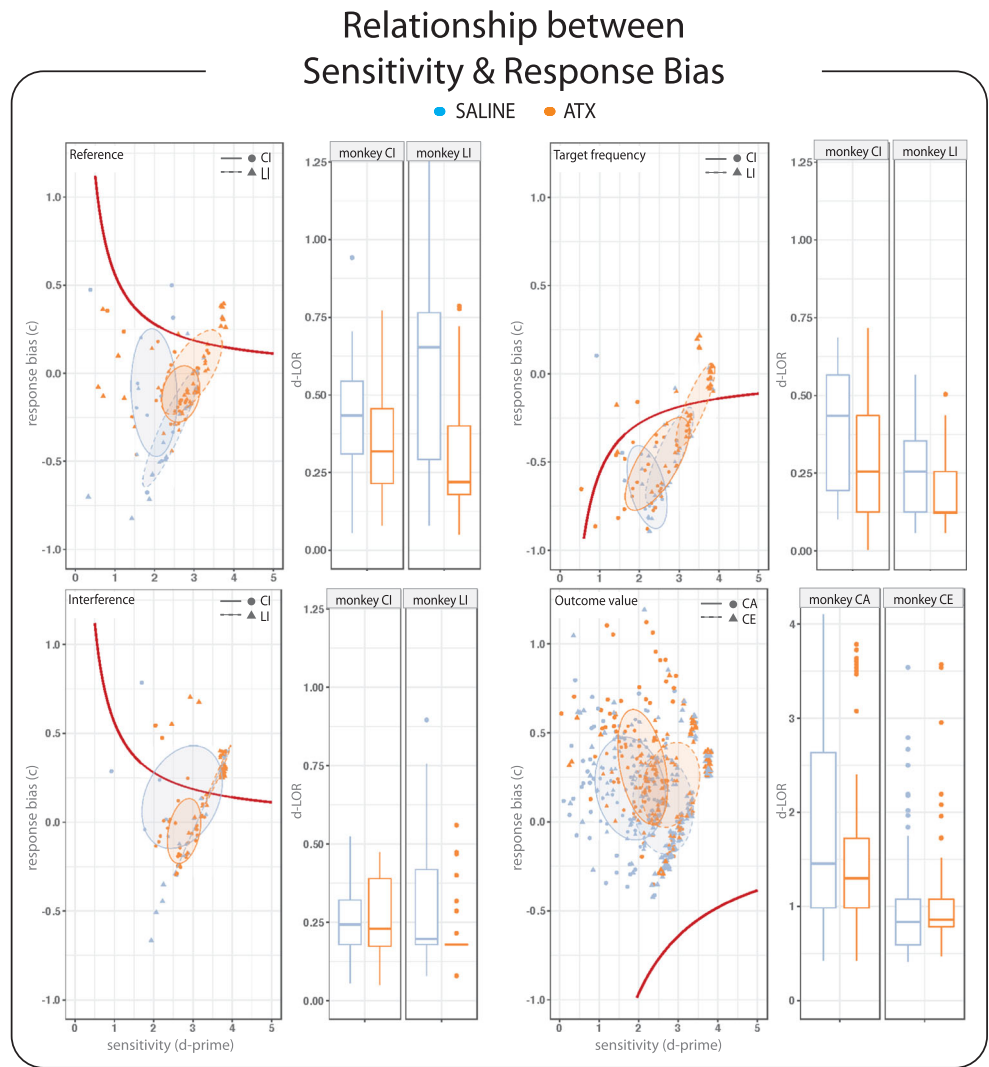 Relationship between
Sensitivity & Response Bias
SALINE ATX
Reference
CI
LI
response bias (c)
1.0
0.5
0.0
-0.5
-1.0
0 1 2 3 4 5
monkey CI monkey LI
d-LOR
1.25
1.00
0.75
0.50
0.25
0.00
Target frequency
CI
LI
response bias (c)
1.0
0.5
0.0
-0.5
-1.0
0 1 2 3 4 5
monkey CI monkey LI
d-LOR
1.25
1.00
0.75
0.50
0.25
0.00
Interference
CI
LI
response bias (c)
1.0
0.5
0.0
-0.5
-1.0
0 1 2 3 4 5
sensitivity (d-prime)
monkey CI monkey LI
d-LOR
1.25
1.00
0.75
0.50
0.25
0.00
Outcome value
CA
CE
response bias (c)
1.0
0.5
0.0
-0.5
-1.0
0 1 2 3 4 5
sensitivity (d-prime)
monkey CA monkey CE
d-LOR
4
3
2
1
0